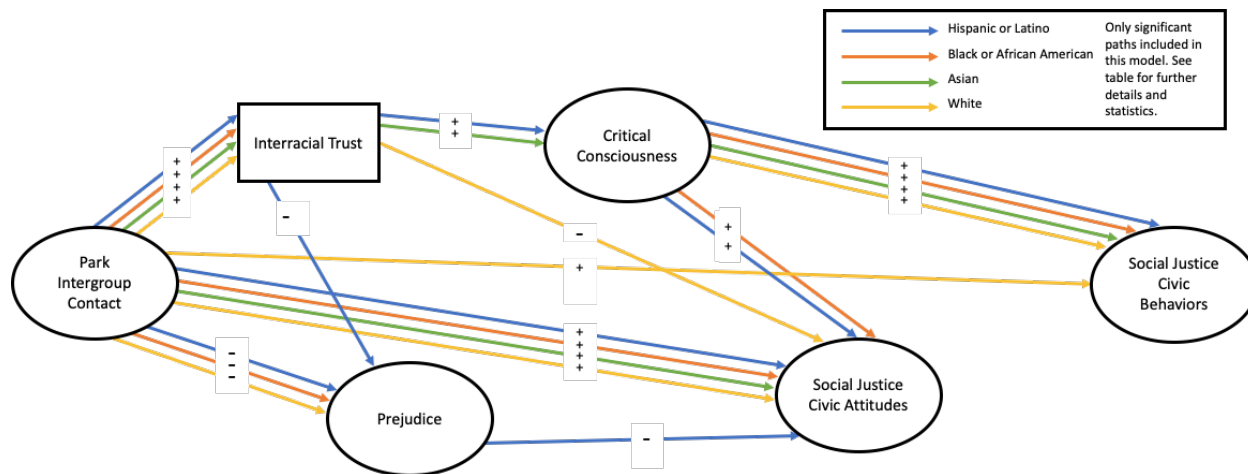 Hispanic or Latino
Black or African American
Asian
White
Only significant
paths included in
this model. See
table for further
details and
statistics.
Interracial Trust
+
+
Critical
Consciousness
+
+
+
+
+
+
+
+
-
-
+
+
Park
Intergroup
Contact
+
Social Justice
Civic
Behaviors
+
+
+
+
-
-
-
Prejudice
Social Justice
Civic Attitudes
-